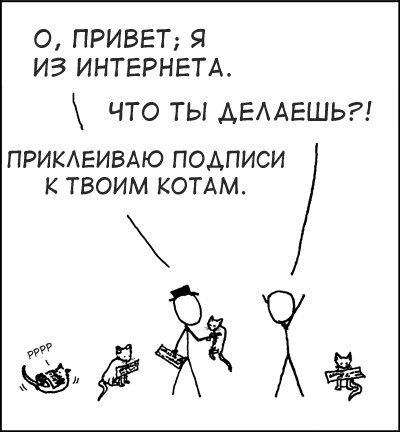 О, ПРИВЕТ; Я
ИЗ ИНТЕРНЕТА.
ЧТО ТЫ ДЕЛАЕШЬ?!
ПРИКЛЕИВАЮ ПОДПИСИ
К ТВОИМ КОТАМ.
РРРР